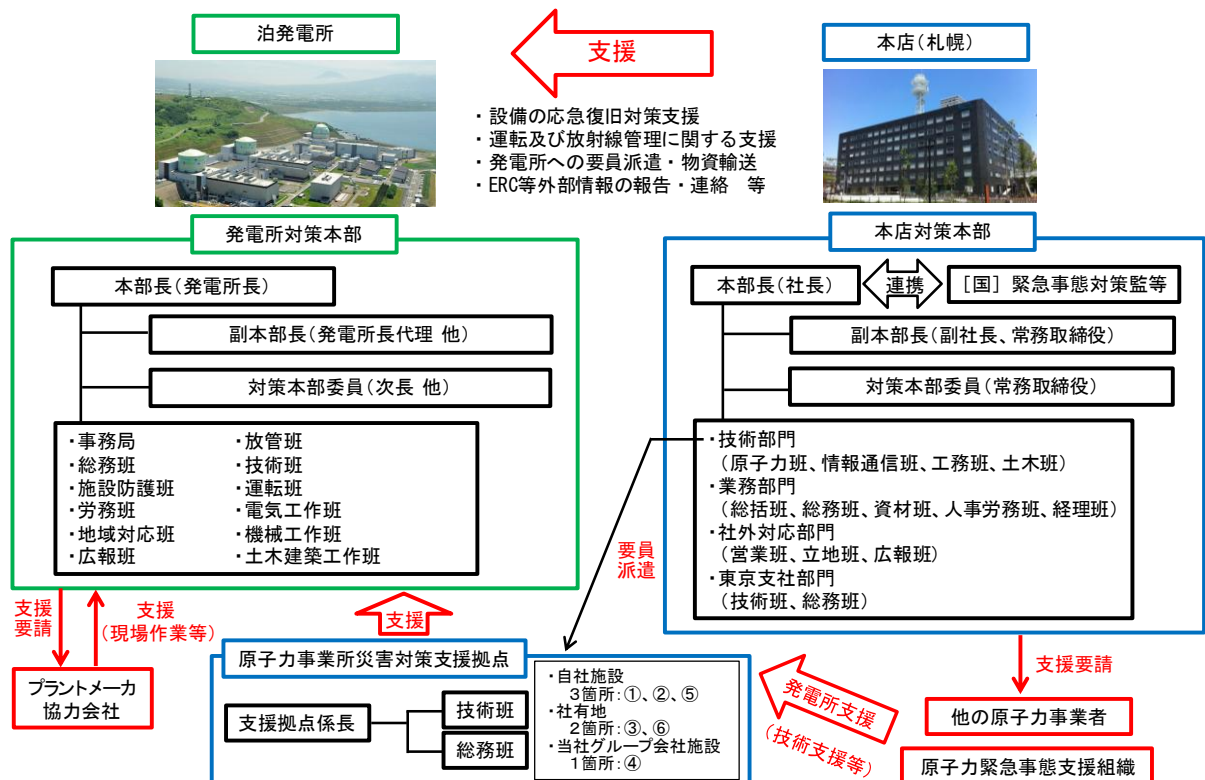 泊発電所
支援
本店(札幌)
・設備の応急復旧対策支援
・運転及び放射線管理に関する支援
・発電所への要員派遣・物資輸送
・ERC等外部情報の報告・連絡　等
発電所対策本部
本部長(発電所長)
副本部長(発電所長代理 他)
対策本部委員(次長 他)
・事務局
・総務班
・施設防護班
・労務班
・地域対応班
・広報班
・放管班
・技術班
・運転班
・電気工作班
・機械工作班
・土木建築工作班
本店対策本部
本部長(社長)
連携
[国] 緊急事態対策監等
副本部長(副社長、常務取締役)
対策本部委員(常務取締役)
・技術部門
(原子力班、情報通信班、工務班、土木班)
・業務部門
(総括班、総務班、資材班、人事労務班、経理班)
・社外対応部門
(営業班、立地班、広報班)
・東京支社部門
(技術班、総務班)
要員
派遣
支援
要請
支援
(現場作業等)
プラントメーカ
協力会社
支援
原子力事業所災害対策支援拠点
支援拠点係長
技術班
総務班
・自社施設
3箇所:①、②、⑤
・社有地
2箇所:③、⑥
・当社グループ会社施設
1箇所:④
発電所支援
(技術支援等)
支援要請
他の原子力事業者
原子力緊急事態支援組織